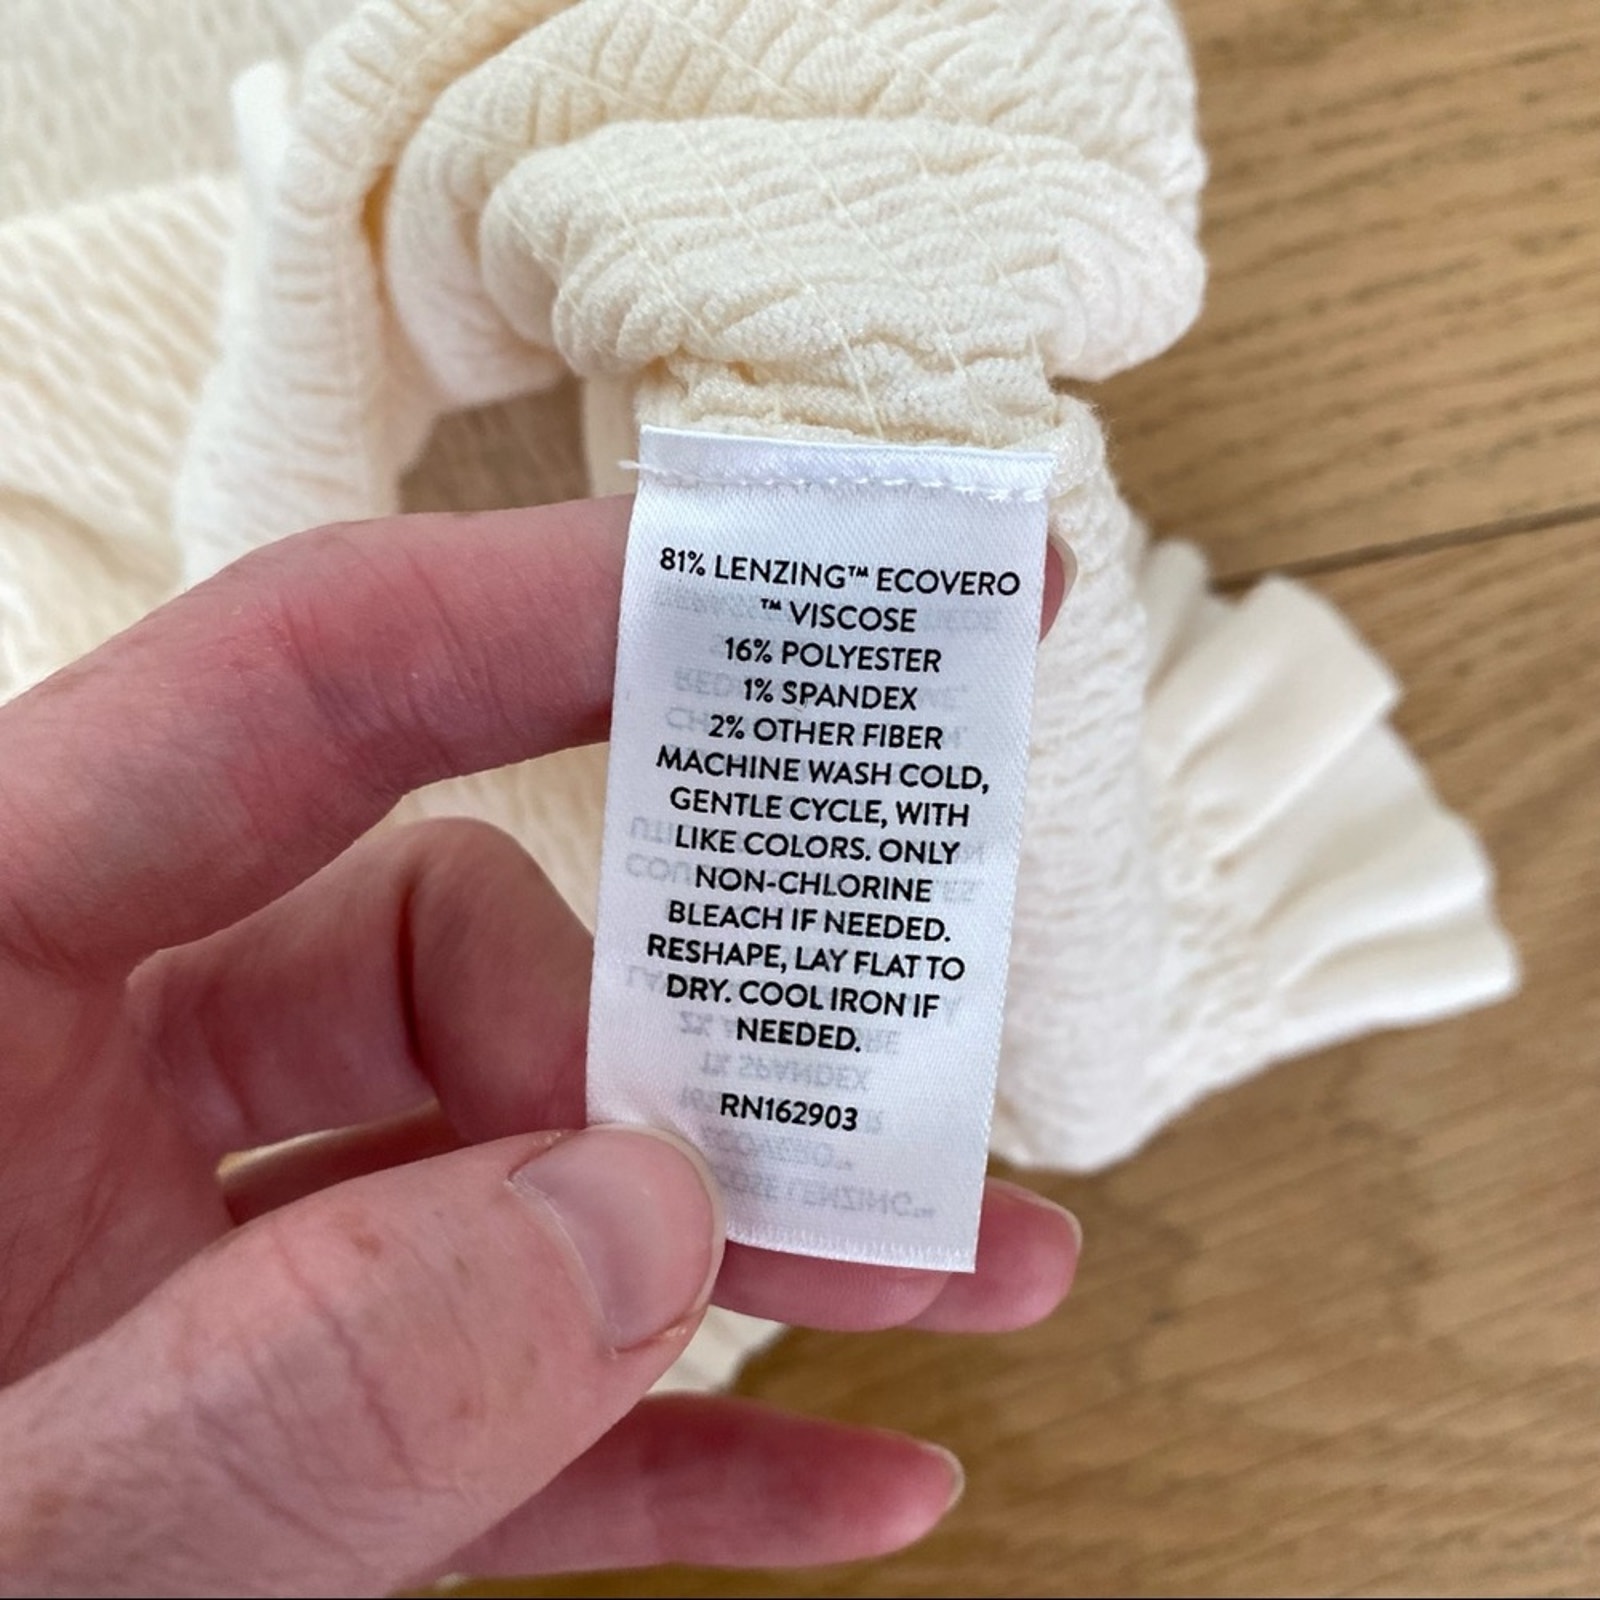 81% LENZING™ ECOVERO
™ VISCOSE
16% POLYESTER
1% SPANDEX
2% OTHER FIBER
MACHINE WASH COLD,
GENTLE CYCLE, WITH
LIKE COLORS. ONLY
NON-CHLORINE
BLEACH IF NEEDED.
RESHAPE, LAY FLAT TO
DRY. COOL IRON IF
NEEDED.
RN162903